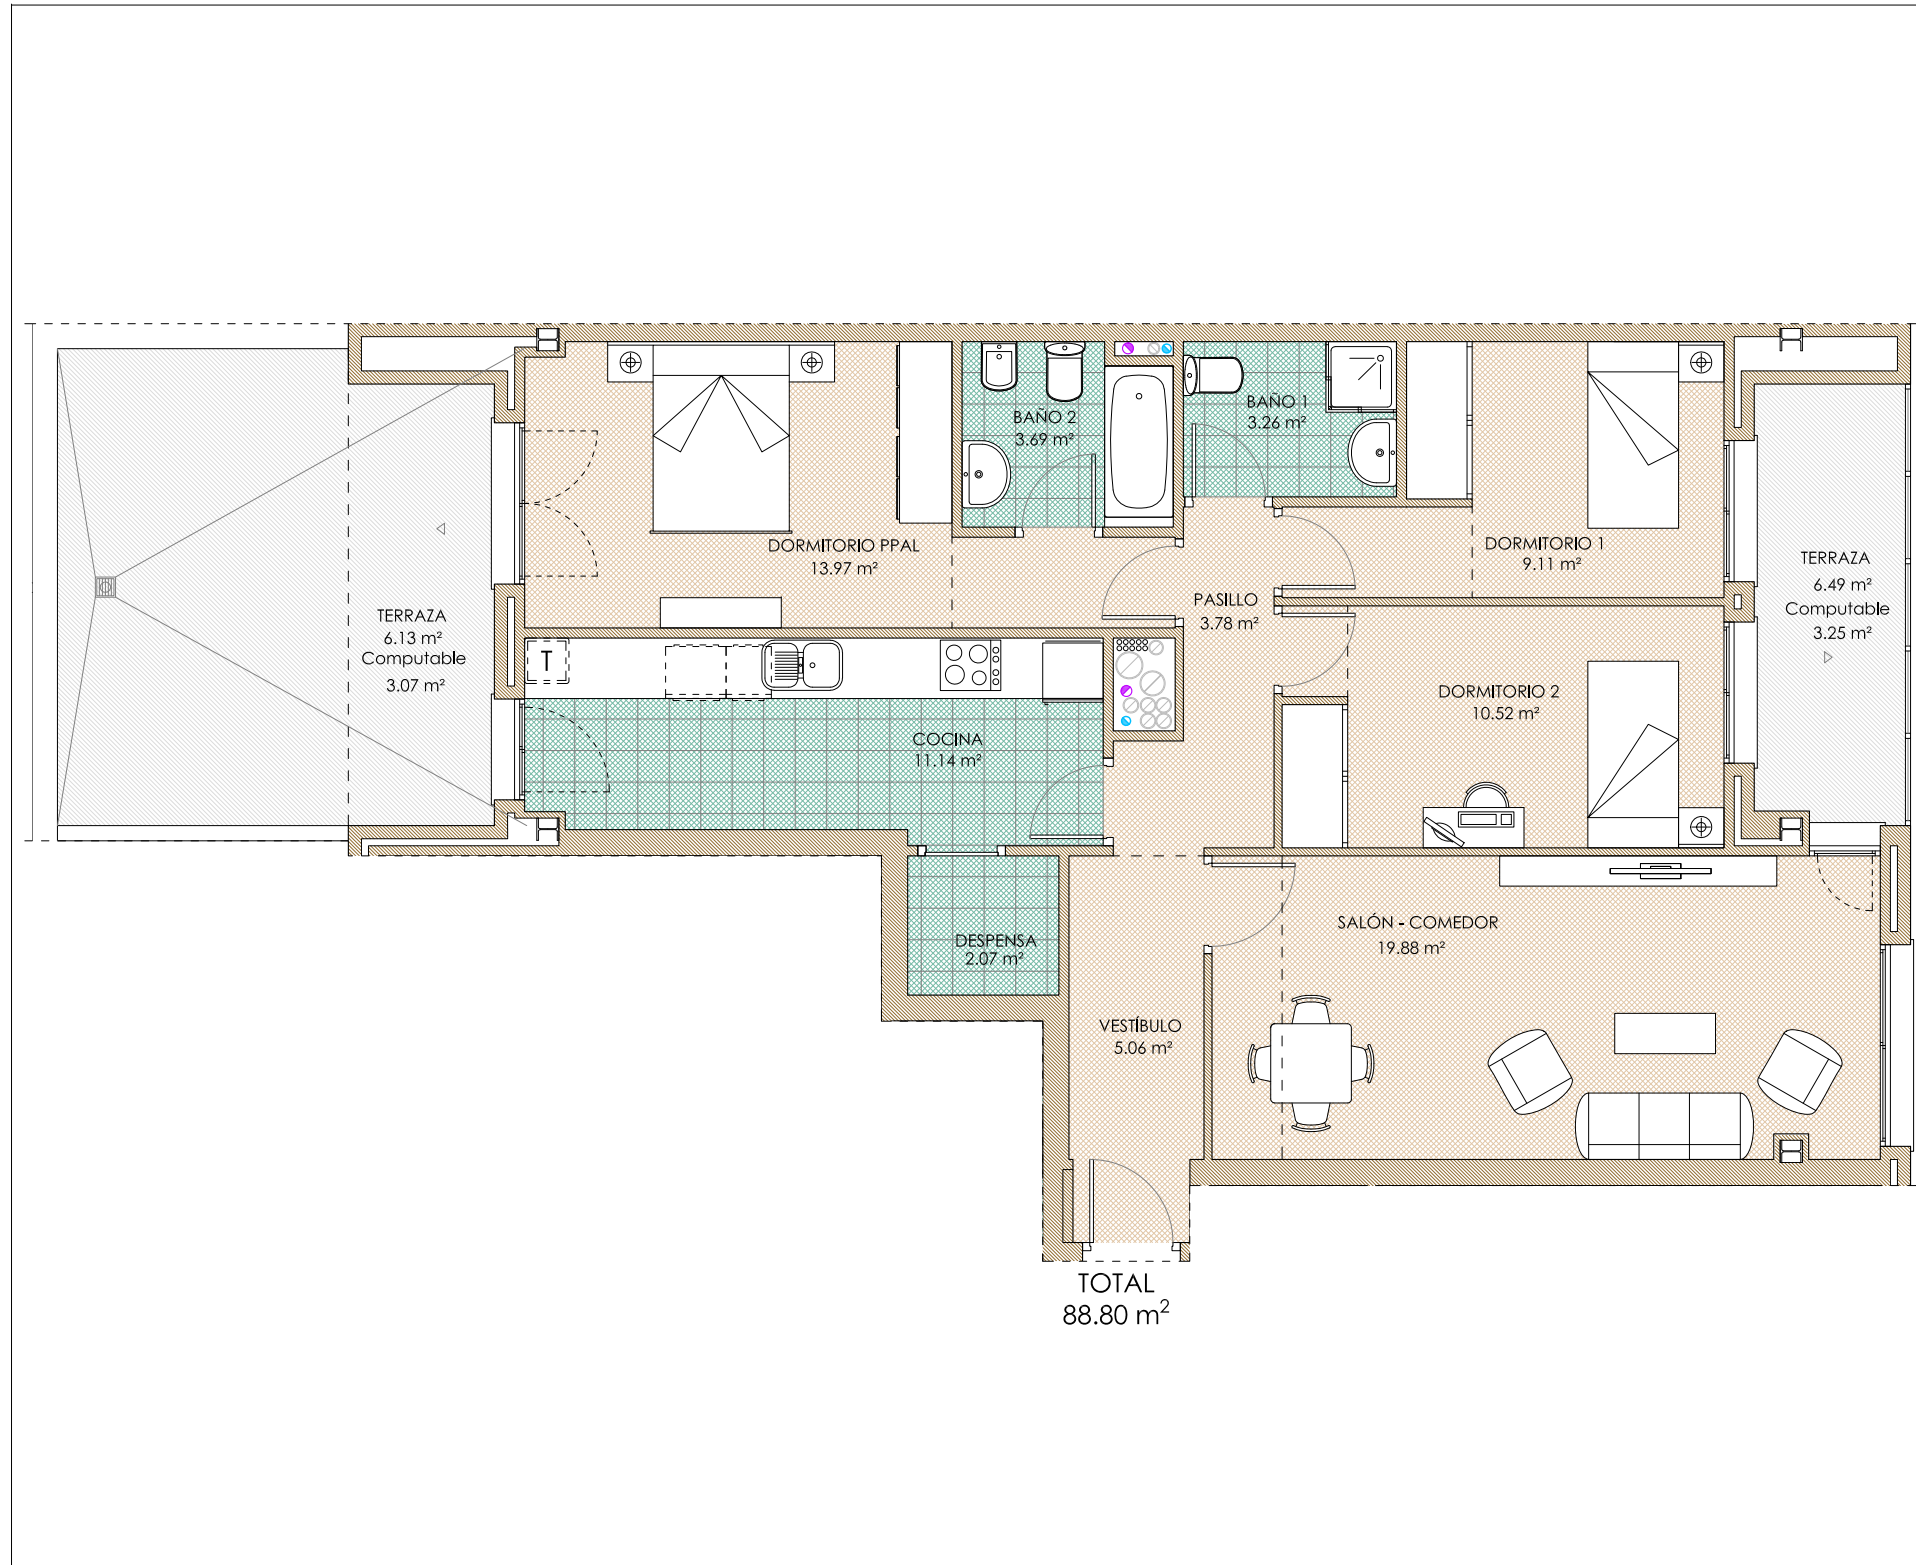 BAÑO 2
3.69 m²
BAÑO 1
3.26 m²
DORMITORIO PPAL
13.97 m²
DORMITORIO 1
9.11 m²
TERRAZA
6.49 m²
Computable
3.25 m²
TERRAZA
6.13 m²
Computable
3.07 m²
PASILLO
3.78 m²
T
DORMITORIO 2
10.52 m²
COCINA
11.14 m²
DESPENSA
2.07 m²
SALÓN - COMEDOR
19.88 m²
VESTÍBULO
5.06 m²
TOTAL
88.80 m²